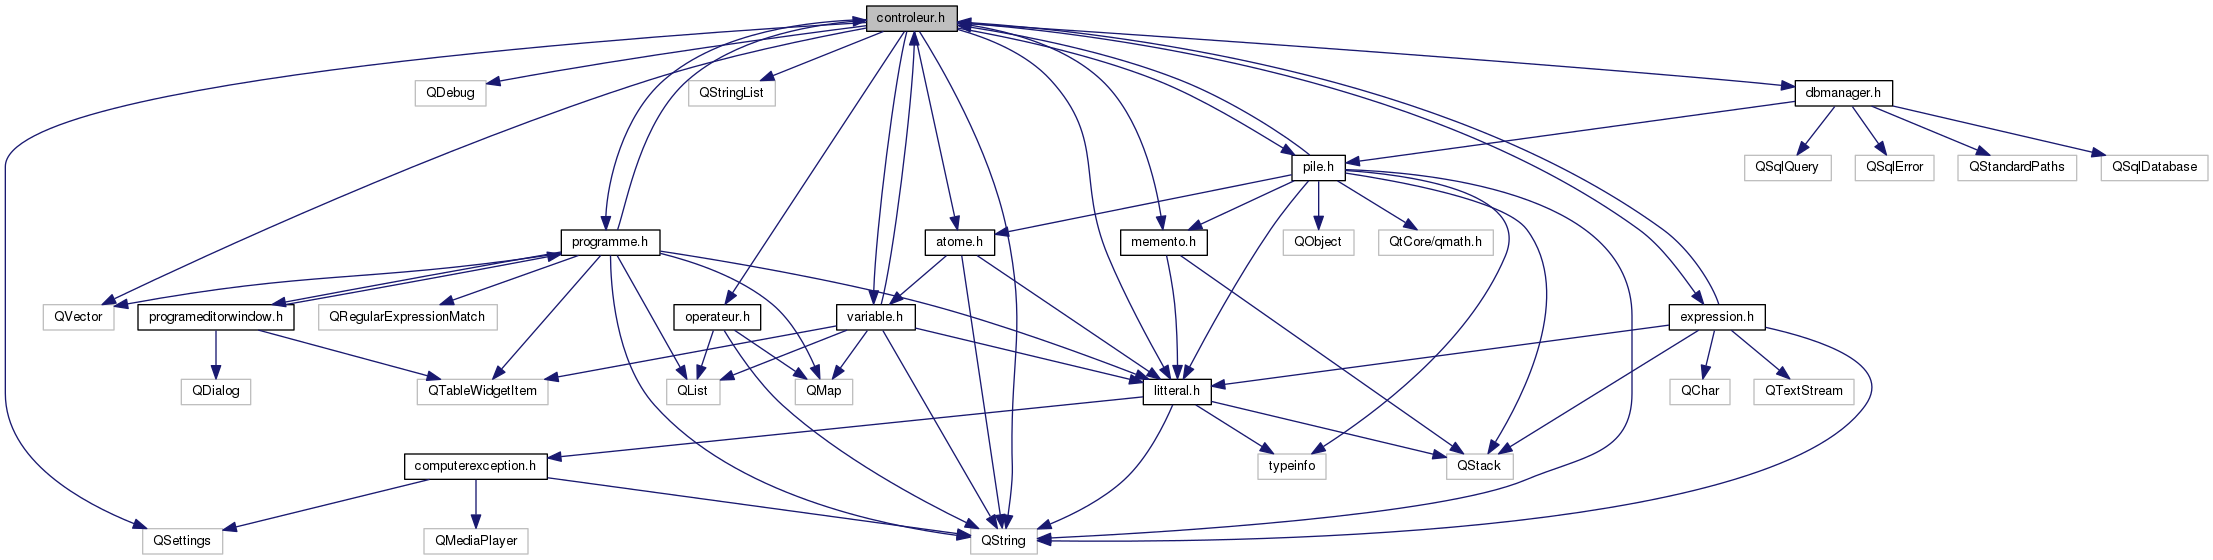 controleur.h
QDebug
QStringList
dbmanager.h
pile.h
QSqlQuery
QSqlError
QStandardPaths
QSqlDatabase
programme.h
atome.h
memento.h
QObject
QtCore/qmath.h
QVector
programeditorwindow.h
QRegularExpressionMatch
operateur.h
variable.h
expression.h
QDialog
QTableWidgetItem
QList
QMap
litteral.h
QChar
QTextStream
computerexception.h
typeinfo
QStack
QSettings
QMediaPlayer
QString